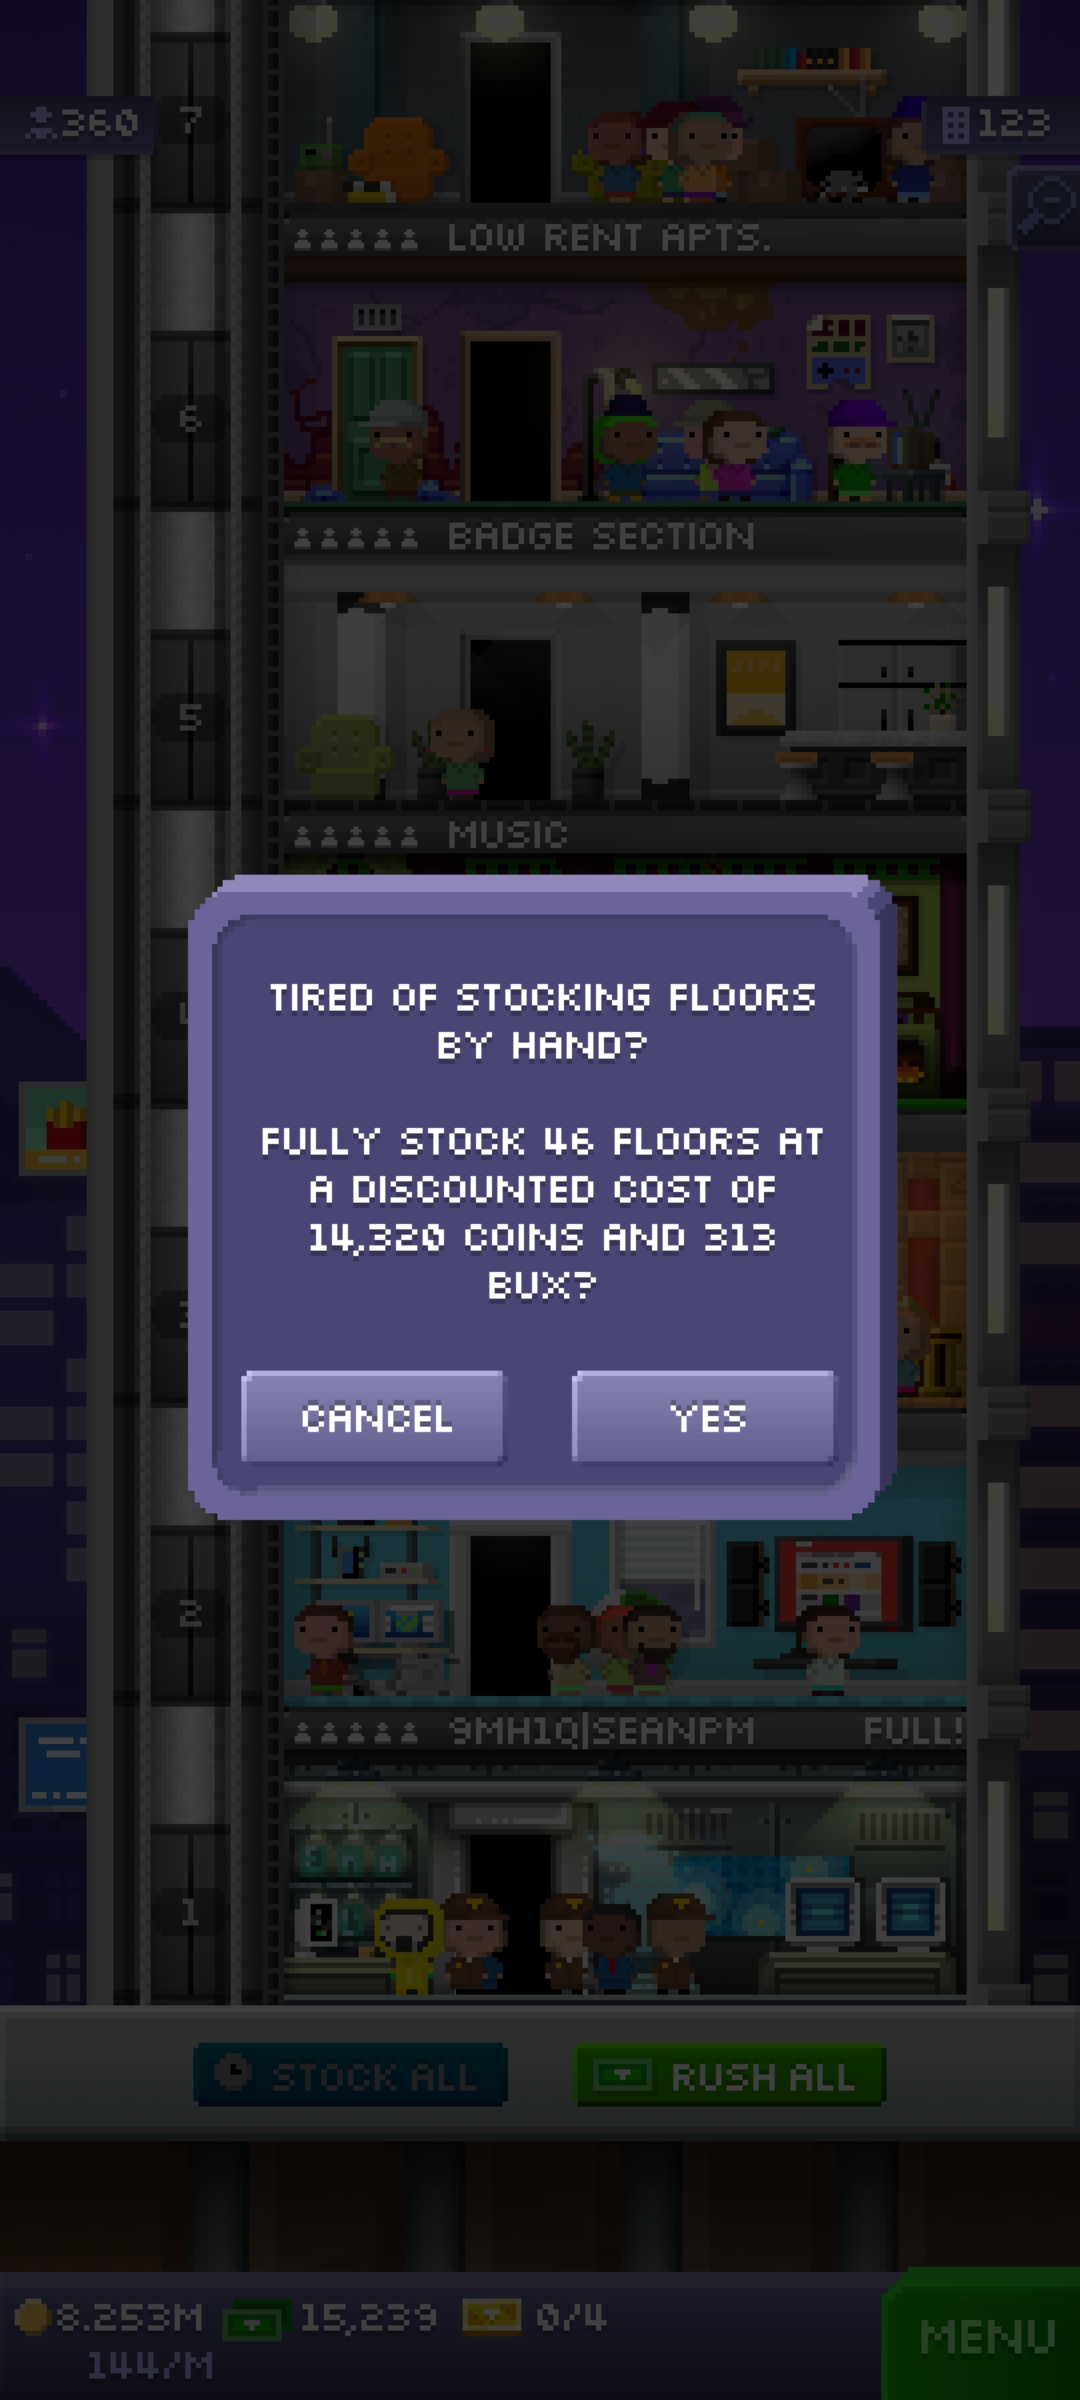 360
7
123
LOW RENT APTS.
6
BADGE SECTION
5
MUSIC
TIRED OF STOCKING FLOORS
BY HAND?
FULLY STOCK 46 FLOORS AT
A DISCOUNTED COST OF
14,320 COINS AND 313
BUX?
CANCEL
YES
2
9MH1Q|SEANPM
FULL!
1
STOCK ALL
RUSH ALL
8.253M
15,239
0/4
144/M
MENU